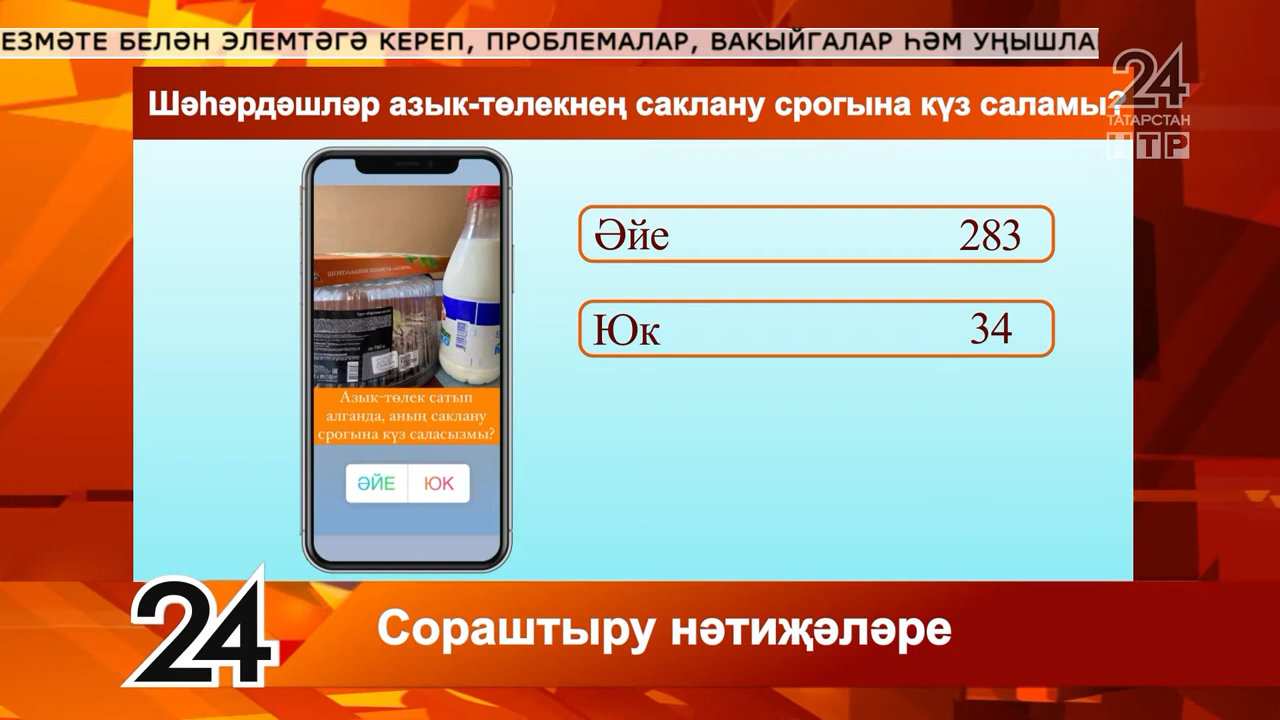 ЕЗМӘТЕ БЕЛӘН ЭЛЕМТӘГӘ КЕРЕП, ПРОБЛЕМАЛАР, ВАКЫЙГАЛАР ҺӘМ УҢЫШЛА
24
ТАТАРСТАН
НТР
Шәһәрдәшләр азык-төлекнең саклану срогына күз саламы?
Әйе 283
Юк 34
Азык-төлек сатып
алганда, аның саклану
срогына күз саласызмы?
ӘЙЕ ЮК
24
Сораштыру нәтиҗәләре